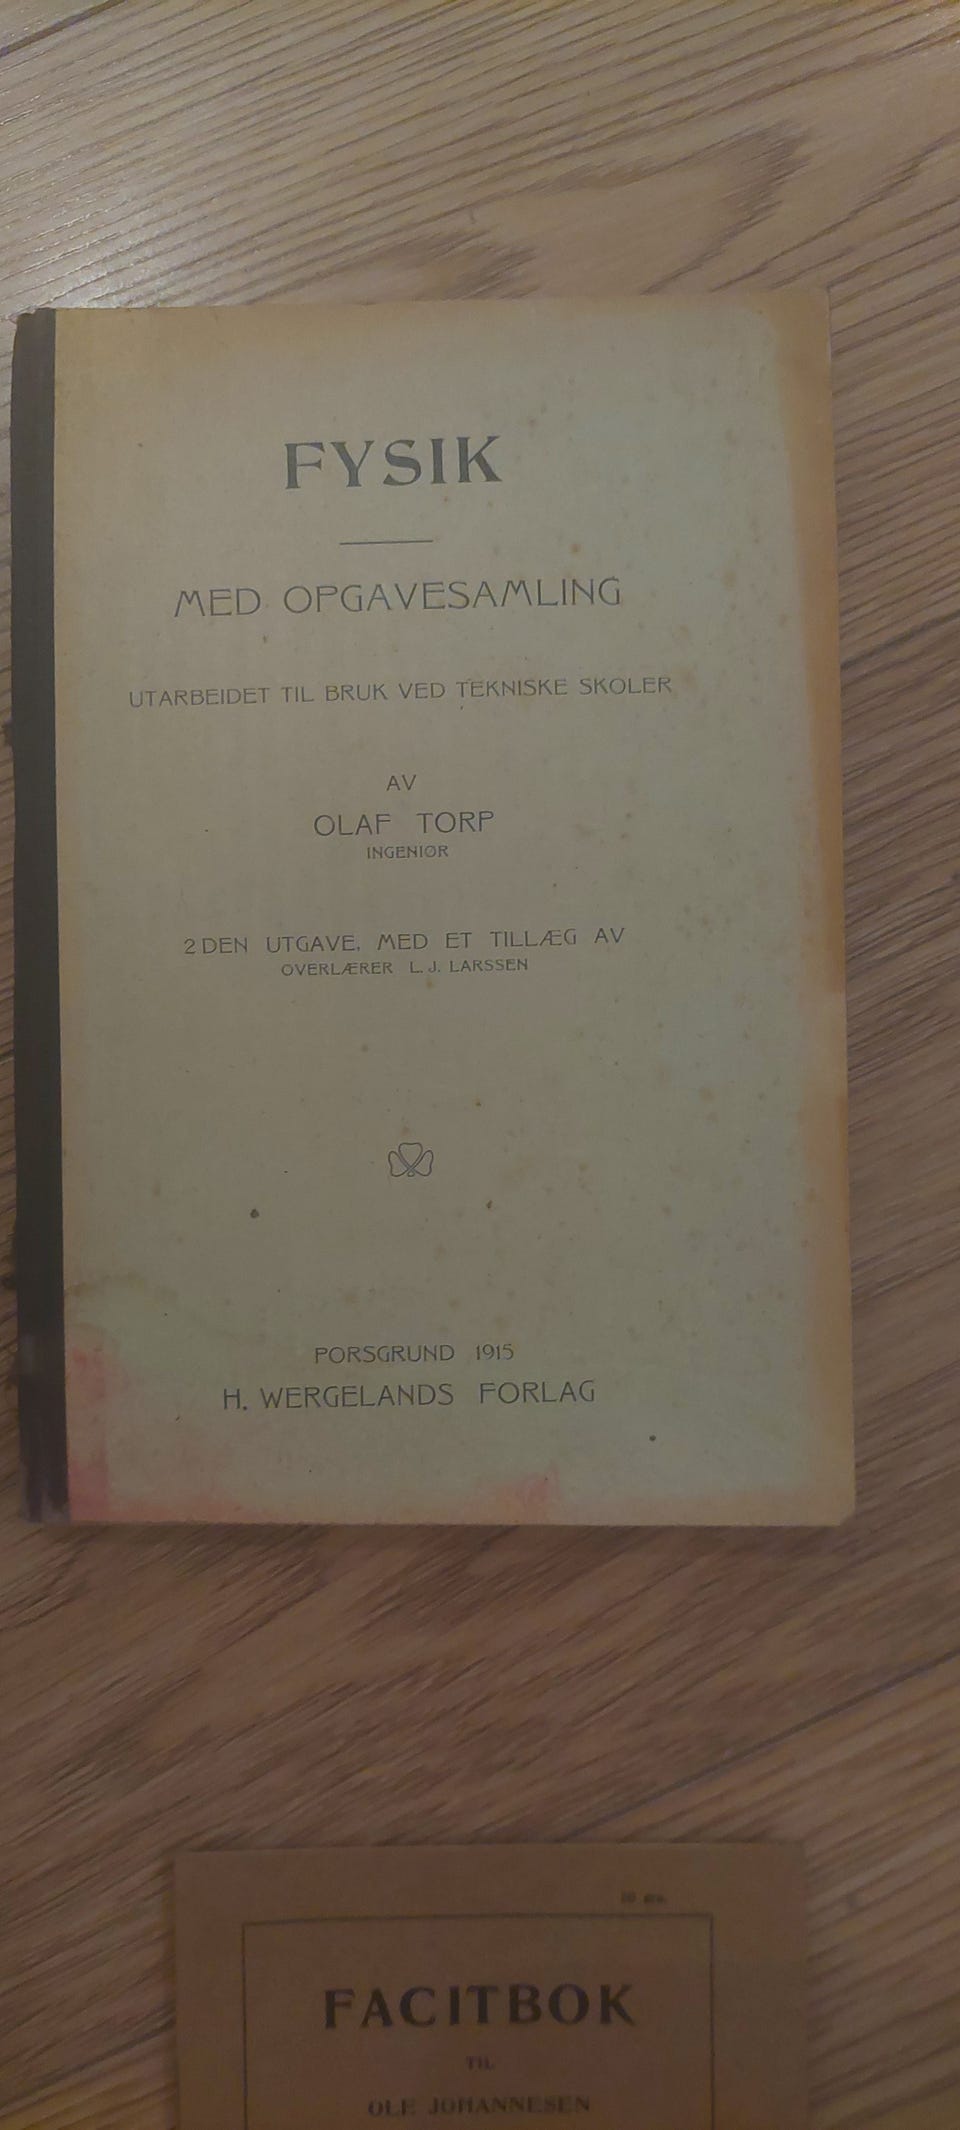 FYSIK
MED OPGAVESAMLING
UTARBEIDET TIL BRUK VED TEKNISKE SKOLER
AV
OLAF TORP
INGENIØR
2DEN UTGAVE, MED ET TILLÆG AV
OVERLÆRER L. J. LARSSEN
PORSGRUND 1915
H. WERGELANDS FORLAG
FACITBOK
TIL
OLE JOHANNESEN